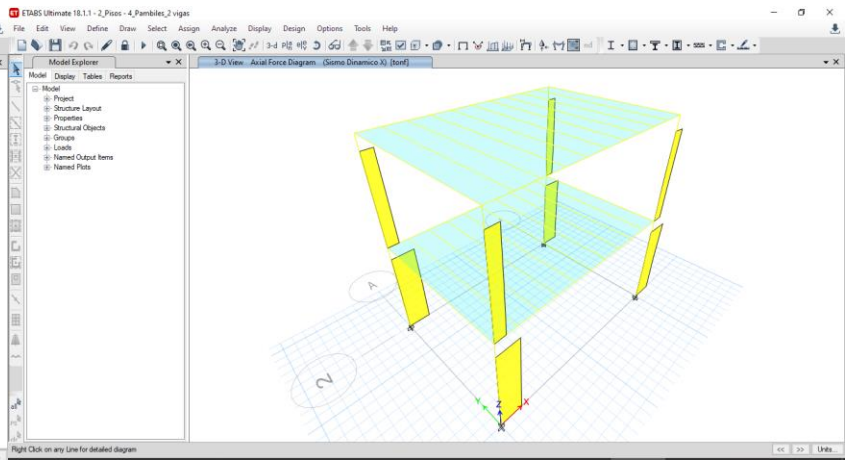 ETABS Ultimate 18.1.1 - 2_Pisos - 4_Pambiles_2 vigas
File Edit View Define Draw Select Assign Analyze Display Design Options Tools Help
3-d
Model Explorer
3-D View Axial Force Diagram (Sismo Dinamico X) [tonf]
Model Display Tables Reports
Model
Project
Structure Layout
Properties
Structural Objects
Groups
Loads
Named Output Items
Named Plots
A
2
Y Z X
Right Click on any Line for detailed diagram
<< >> Units...